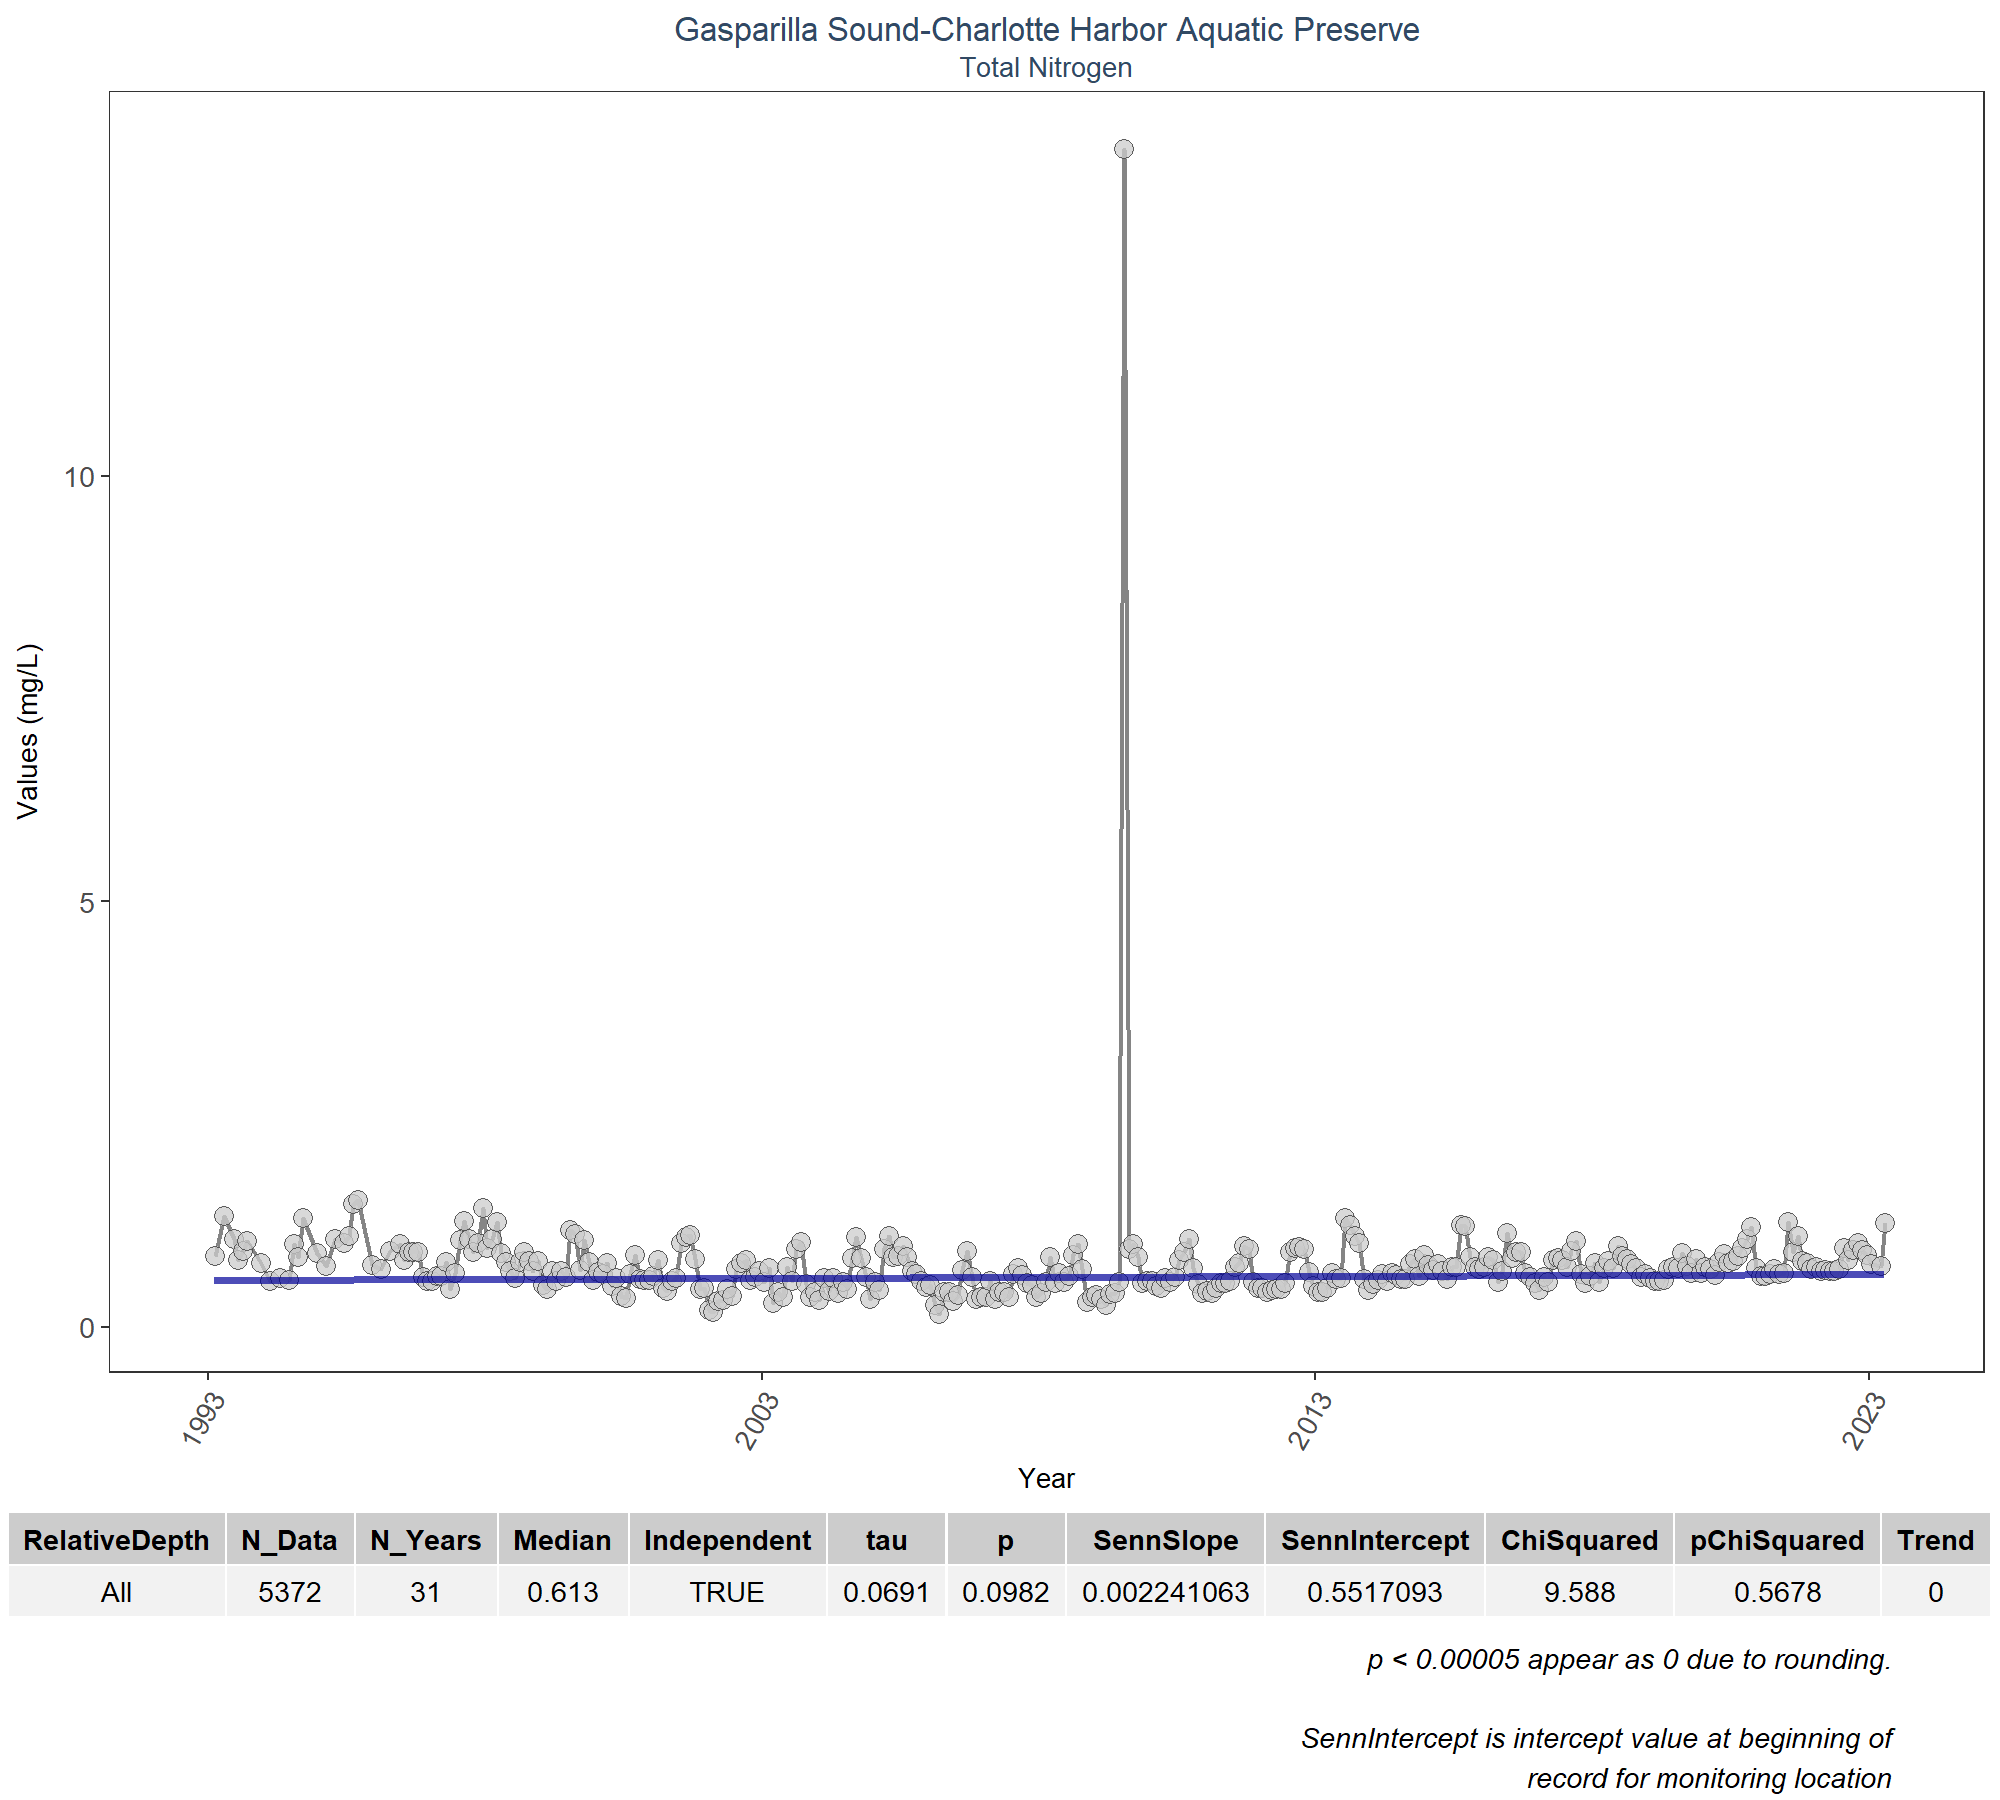 Gasparilla Sound-Charlotte Harbor Aquatic Preserve
Total Nitrogen
Values (mg/L)
10
5
0
1993
2003
2013
2023
Year
RelativeDepth N_Data N_Years Median Independent tau p SennSlope SennIntercept ChiSquared pChiSquared Trend
All 5372 31 0.613 TRUE 0.0691 0.0982 0.002241063 0.5517093 9.588 0.5678 0
p < 0.00005 appear as 0 due to rounding.
SennIntercept is intercept value at beginning of
record for monitoring location